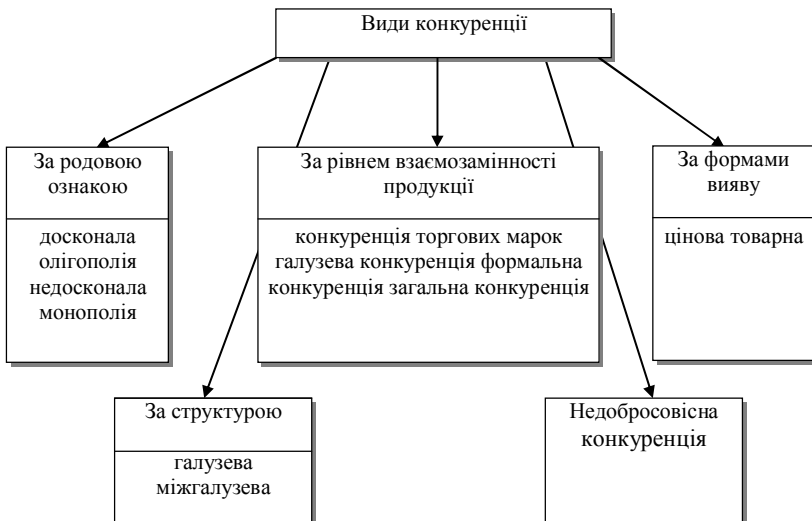 Види конкуренції
За родовою
ознакою
досконала
олігополія
недосконала
монополія
За рівнем взаємозамінності
продукції
конкуренція торгових марок
галузева конкуренція формальна
конкуренція загальна конкуренція
За формами
вияву
цінова товарна
За структурою
галузева
міжгалузева
Недобросовісна
конкуренція